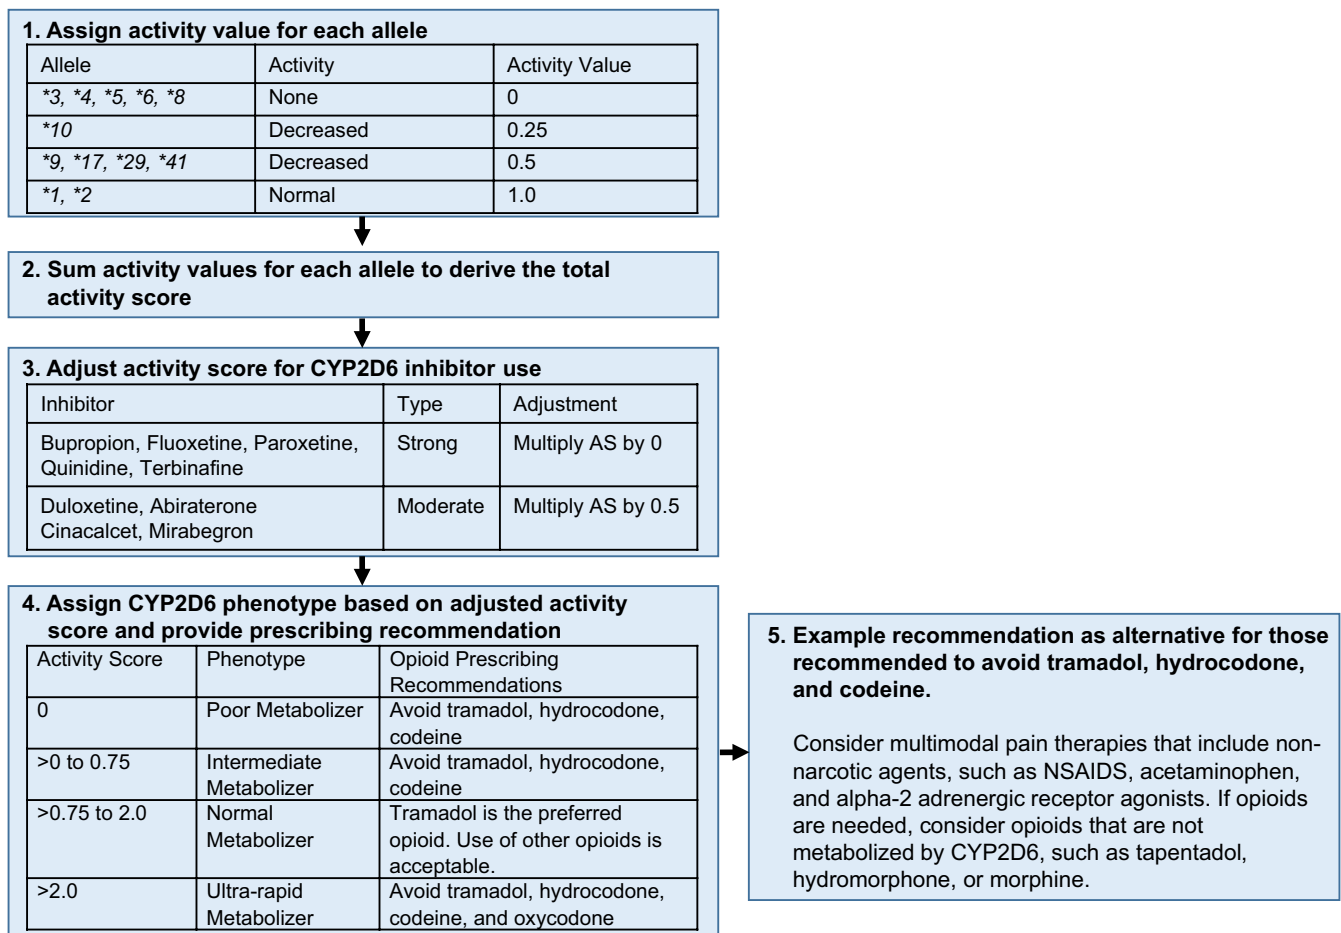 1. Assign activity value for each allele
Allele Activity Activity Value
*3, *4, *5, *6, *8 None 0
*10 Decreased 0.25
*9, *17, *29, *41 Decreased 0.5
*1, *2 Normal 1.0
2. Sum activity values for each allele to derive the total
activity score
3. Adjust activity score for CYP2D6 inhibitor use
Inhibitor Type Adjustment
Bupropion, Fluoxetine, Paroxetine, Strong Multiply AS by 0
Quinidine, Terbinafine
Duloxetine, Abiraterone Moderate Multiply AS by 0.5
Cinacalcet, Mirabegron
4. Assign CYP2D6 phenotype based on adjusted activity
score and provide prescribing recommendation
Activity Score Phenotype Opioid Prescribing
Recommendations
0 Poor Metabolizer Avoid tramadol, hydrocodone,
codeine
>0 to 0.75 Intermediate Avoid tramadol, hydrocodone,
Metabolizer codeine
>0.75 to 2.0 Normal Tramadol is the preferred
Metabolizer opioid. Use of other opioids is
acceptable.
>2.0 Ultra-rapid Avoid tramadol, hydrocodone,
Metabolizer codeine, and oxycodone
5. Example recommendation as alternative for those
recommended to avoid tramadol, hydrocodone,
and codeine.
Consider multimodal pain therapies that include non-
narcotic agents, such as NSAIDS, acetaminophen,
and alpha-2 adrenergic receptor agonists. If opioids
are needed, consider opioids that are not
metabolized by CYP2D6, such as tapentadol,
hydromorphone, or morphine.